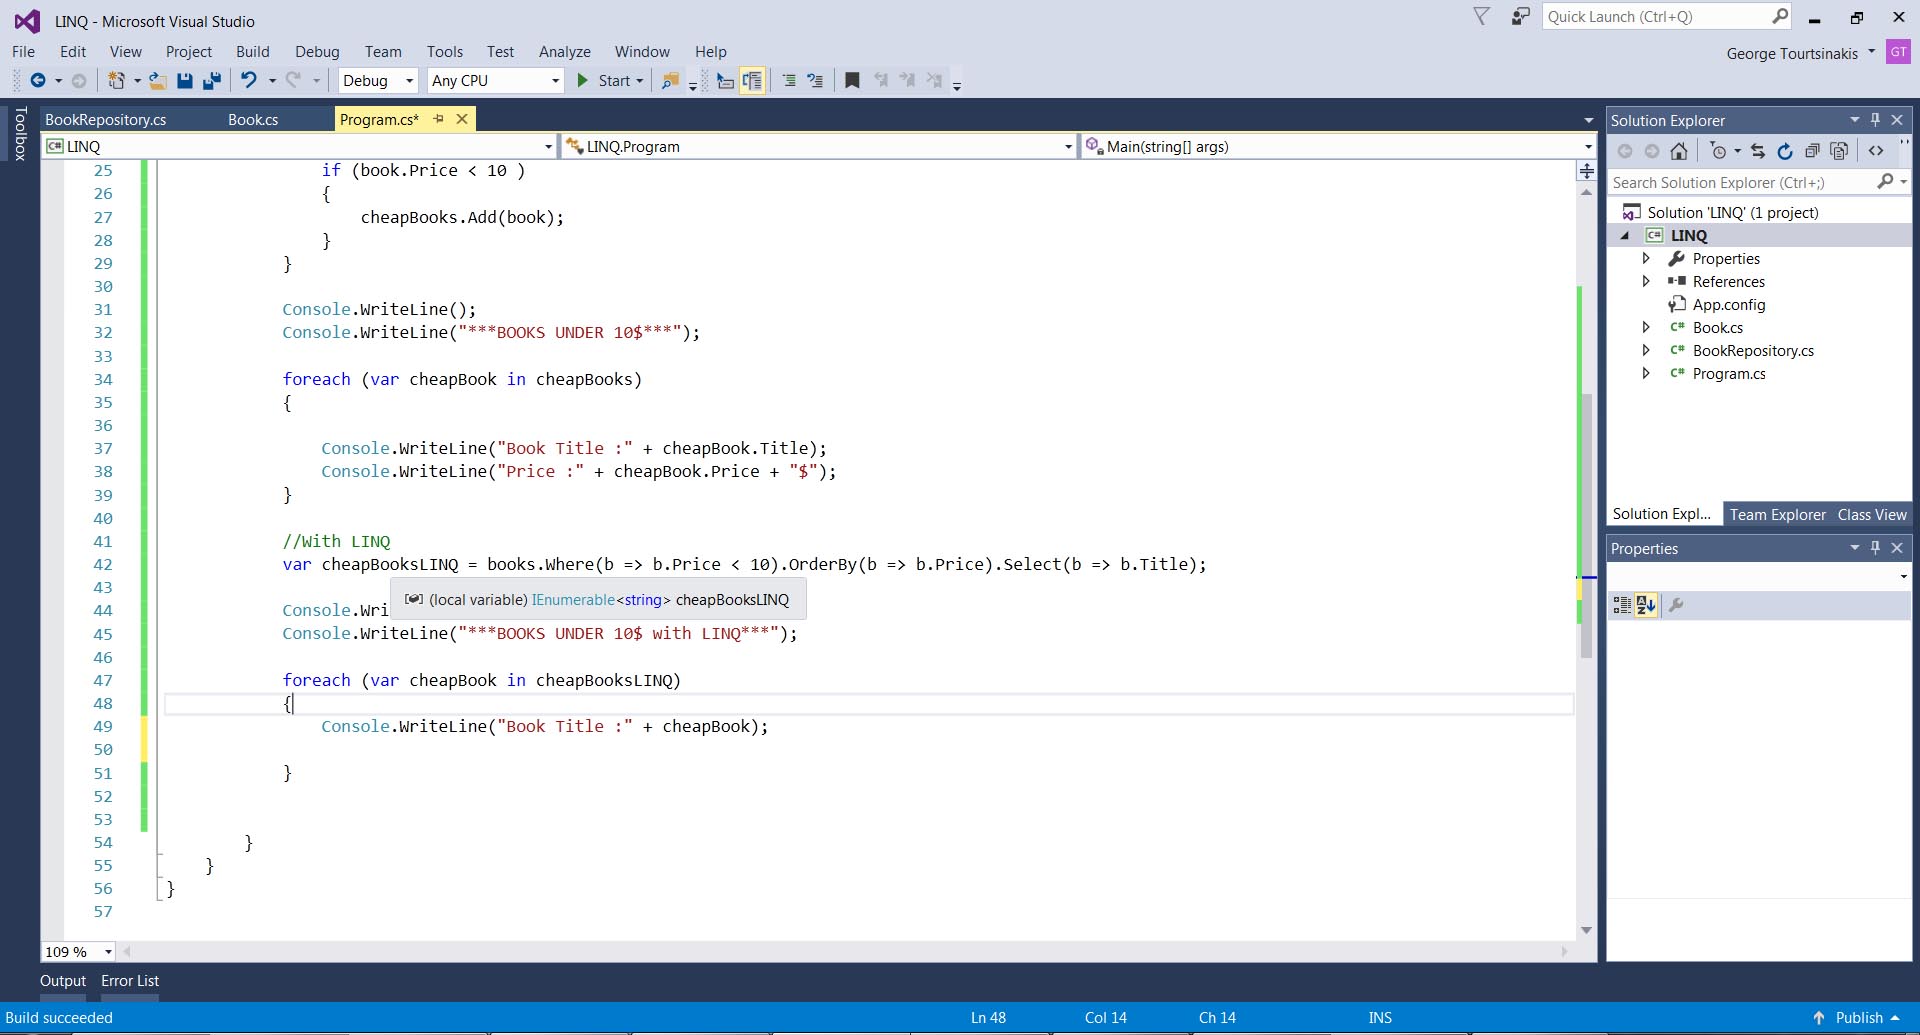 LINQ - Microsoft Visual Studio
Quick Launch (Ctrl+Q)
File Edit View Project Build Debug Team Tools Test Analyze Window Help
George Tourtsinakis GT
Debug Any CPU Start
Toolbox
BookRepository.cs Book.cs Program.cs*
C# LINQ LINQ.Program Main(string[] args)
25 if (book.Price < 10 )
26 {
27 cheapBooks.Add(book);
28 }
29 }
30
31 Console.WriteLine();
32 Console.WriteLine("***BOOKS UNDER 10$***");
33
34 foreach (var cheapBook in cheapBooks)
35 {
36
37 Console.WriteLine("Book Title :" + cheapBook.Title);
38 Console.WriteLine("Price :" + cheapBook.Price + "$");
39 }
40
41 //With LINQ
42 var cheapBooksLINQ = books.Where(b => b.Price < 10).OrderBy(b => b.Price).Select(b => b.Title);
43
(local variable) IEnumerable<string> cheapBooksLINQ
44 Console.Wri
45 Console.WriteLine("***BOOKS UNDER 10$ with LINQ***");
46
47 foreach (var cheapBook in cheapBooksLINQ)
48 {
49 Console.WriteLine("Book Title :" + cheapBook);
50
51 }
52
53
54 }
55 }
56 }
57
109 %
Output Error List
Build succeeded Ln 48 Col 14 Ch 14 INS Publish
Solution Explorer
Search Solution Explorer (Ctrl+;)
Solution 'LINQ' (1 project)
C# LINQ
Properties
References
App.config
C# Book.cs
C# BookRepository.cs
C# Program.cs
Solution Expl... Team Explorer Class View
Properties